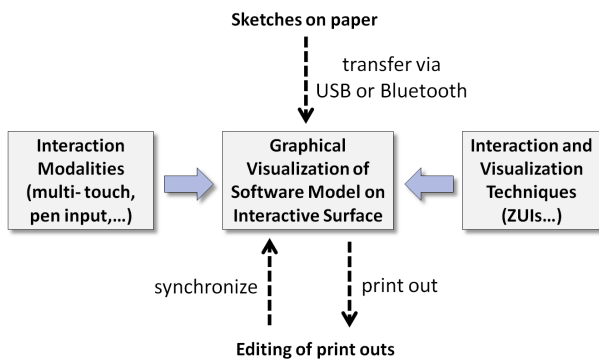 Sketches on paper
transfer via
USB or Bluetooth
Interaction
Modalities
(multi- touch,
pen input,...)
Graphical
Visualization of
Software Model on
Interactive Surface
Interaction and
Visualization
Techniques
(ZUIs...)
synchronize
print out
Editing of print outs